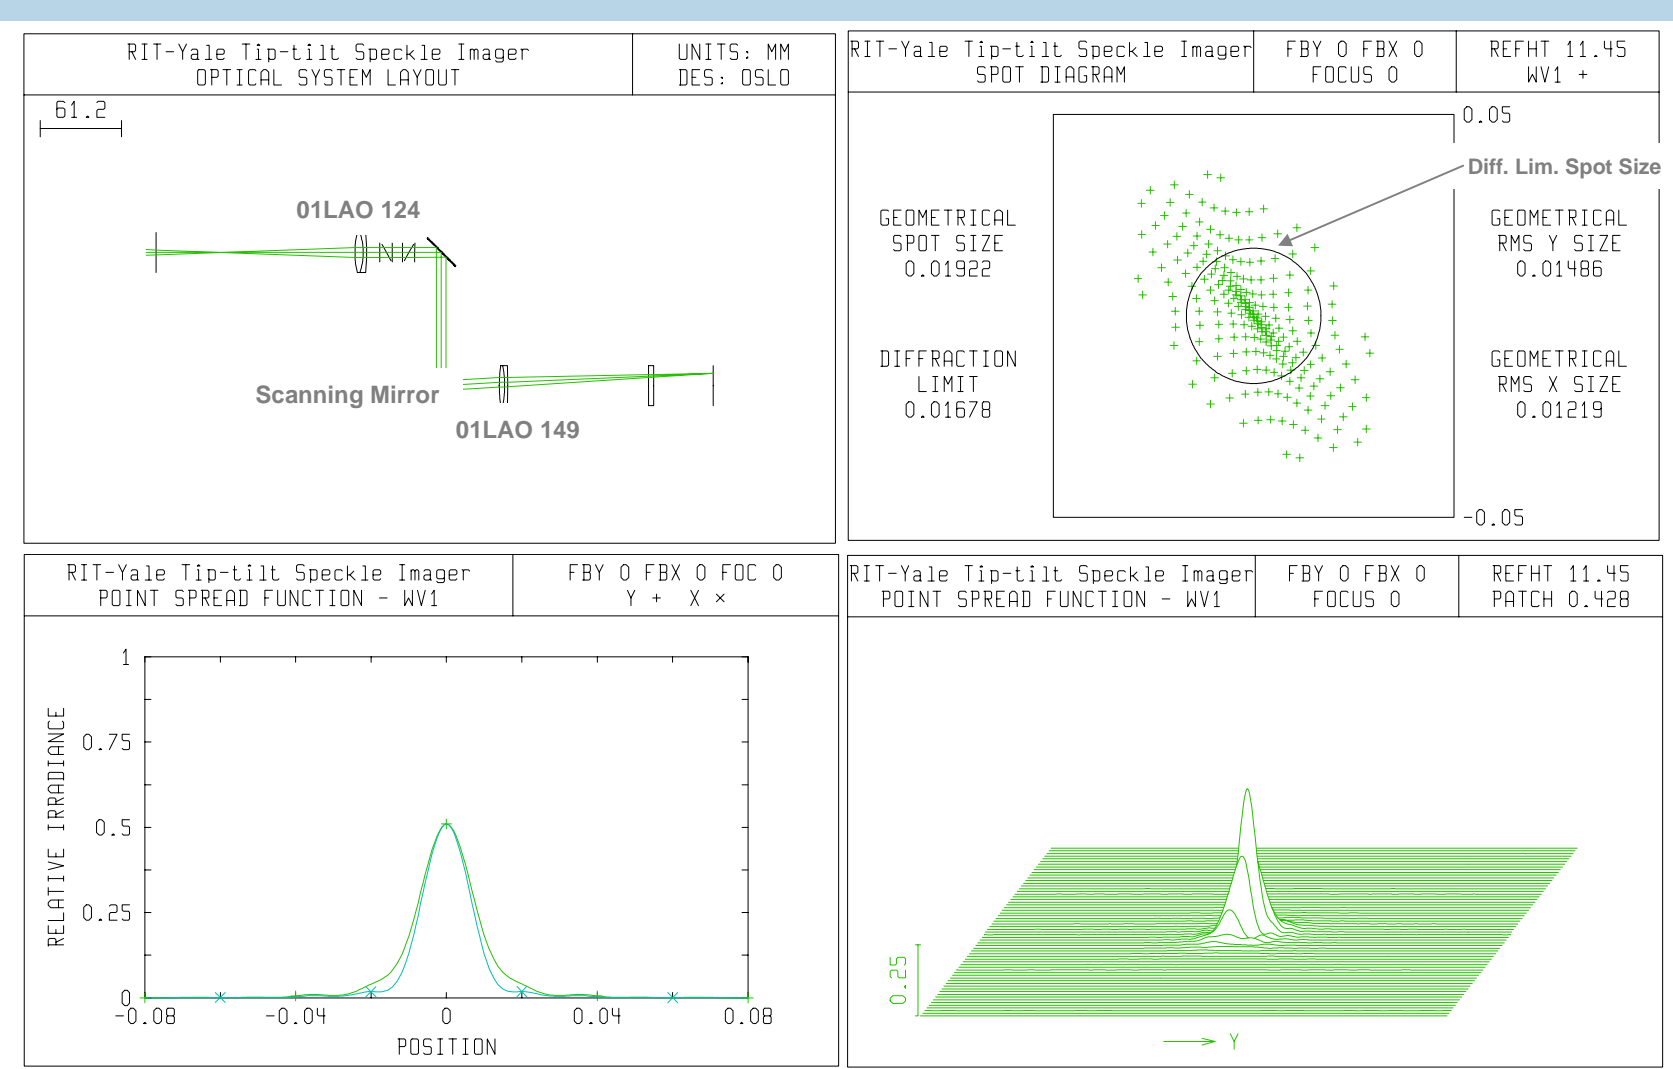 RIT-Yale Tip-tilt Speckle Imager
OPTICAL SYSTEM LAYOUT
UNITS: MM
DES: OSLO
61.2
01LAO 124
Scanning Mirror
01LAO 149
RIT-Yale Tip-tilt Speckle Imager
SPOT DIAGRAM
FBY 0 FBX 0
FOCUS 0
REFHT 11.45
WV1 +
0.05
Diff. Lim. Spot Size
GEOMETRICAL
SPOT SIZE
0.01922
DIFFRACTION
LIMIT
0.01678
GEOMETRICAL
RMS Y SIZE
0.01486
GEOMETRICAL
RMS X SIZE
0.01219
-0.05
RIT-Yale Tip-tilt Speckle Imager
POINT SPREAD FUNCTION - WV1
FBY 0 FBX 0 FOC 0
Y + X ×
1
0.75
0.5
0.25
0
RELATIVE IRRADIANCE
-0.08
-0.04
0
0.04
0.08
POSITION
RIT-Yale Tip-tilt Speckle Imager
POINT SPREAD FUNCTION - WV1
FBY 0 FBX 0
FOCUS 0
REFHT 11.45
PATCH 0.428
0.25
Y